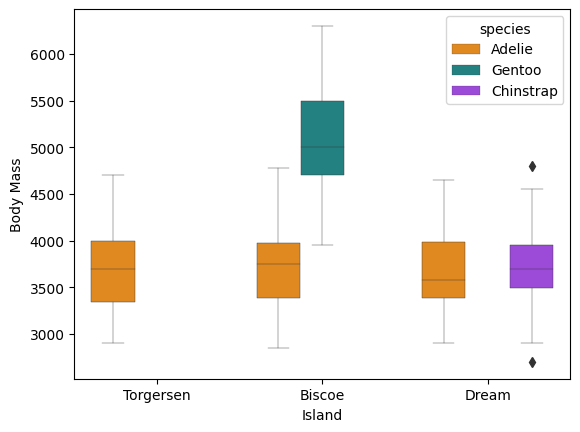 species
Adelie
Gentoo
Chinstrap
Body Mass
6000
5500
5000
4500
4000
3500
3000
Torgersen Biscoe Dream
Island